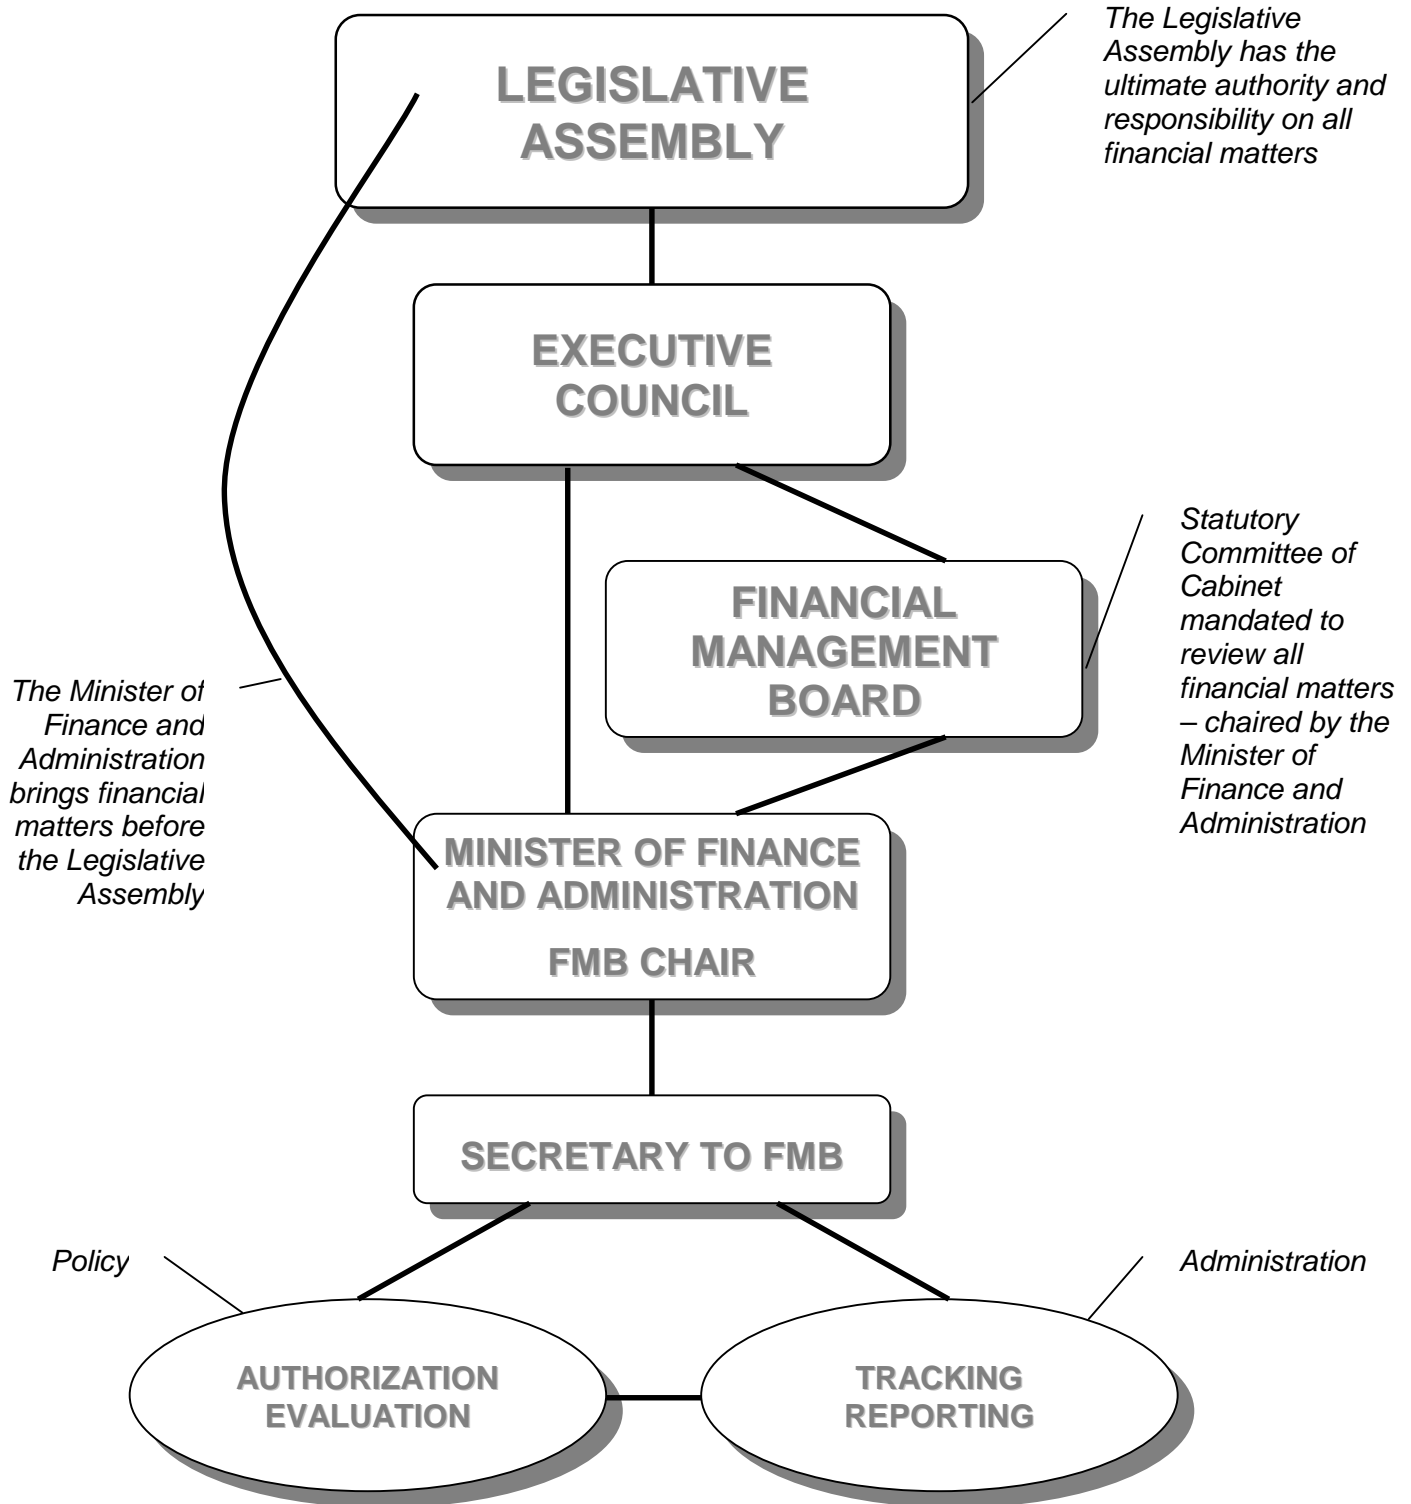 The Legislative
Assembly has the
ultimate authority and
responsibility on all
financial matters
LEGISLATIVE
ASSEMBLY
EXECUTIVE
COUNCIL
Statutory
Committee of
Cabinet
mandated to
review all
financial matters
– chaired by the
Minister of
Finance and
Administration
FINANCIAL
MANAGEMENT
BOARD
The Minister of
Finance and
Administration
brings financial
matters before
the Legislative
Assembly
MINISTER OF FINANCE
AND ADMINISTRATION
FMB CHAIR
SECRETARY TO FMB
Policy
Administration
AUTHORIZATION
EVALUATION
TRACKING
REPORTING